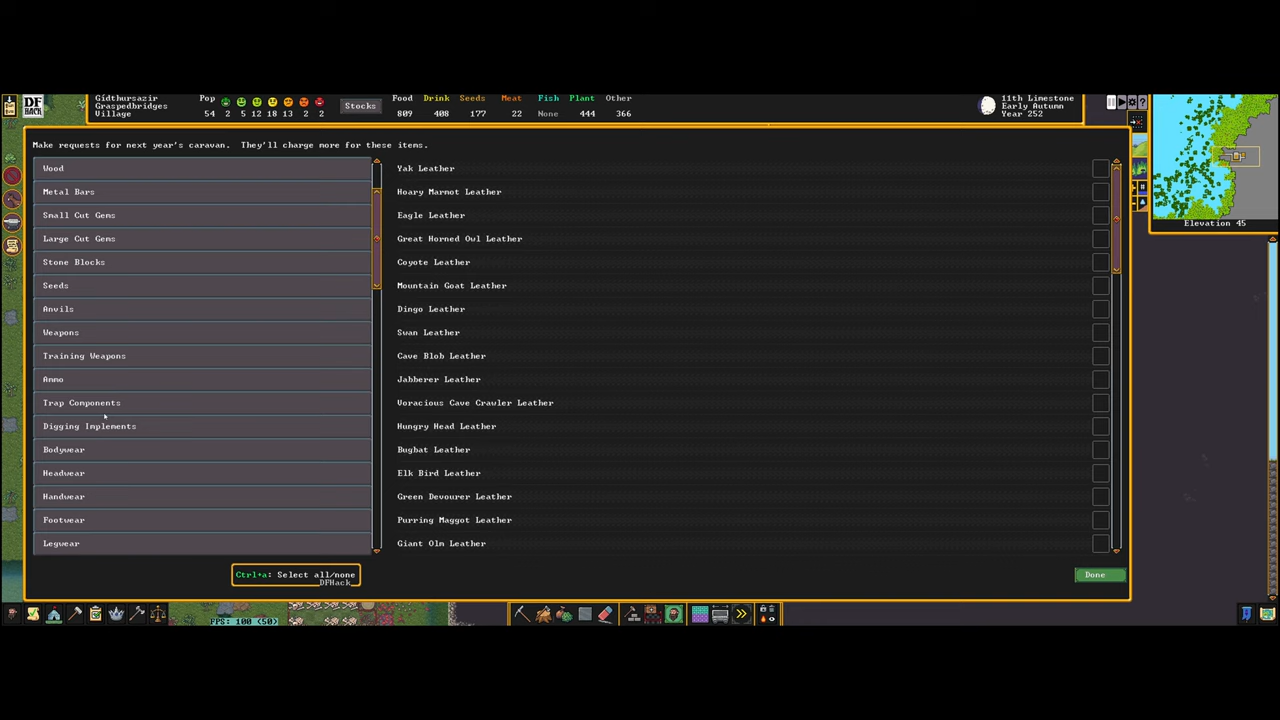 DF
HACK
Gidthursazir
Graspedbridges
Village
Pop
54 2 5 12 18 13 2 2
Stocks
Food Drink Seeds Meat Fish Plant Other
809 408 177 22 None 444 366
11th Limestone
Early Autumn
Year 252
Elevation 45
Make requests for next year's caravan. They'll charge more for these items.
Wood
Metal Bars
Small Cut Gems
Large Cut Gems
Stone Blocks
Seeds
Anvils
Weapons
Training Weapons
Ammo
Trap Components
Digging Implements
Bodywear
Headwear
Handwear
Footwear
Legwear
Yak Leather
Hoary Marmot Leather
Eagle Leather
Great Horned Owl Leather
Coyote Leather
Mountain Goat Leather
Dingo Leather
Swan Leather
Cave Blob Leather
Jabberer Leather
Voracious Cave Crawler Leather
Hungry Head Leather
Bugbat Leather
Elk Bird Leather
Green Devourer Leather
Purring Maggot Leather
Giant Olm Leather
Ctrl+a: Select all/none
DFHack
Done
FPS: 100 (50)